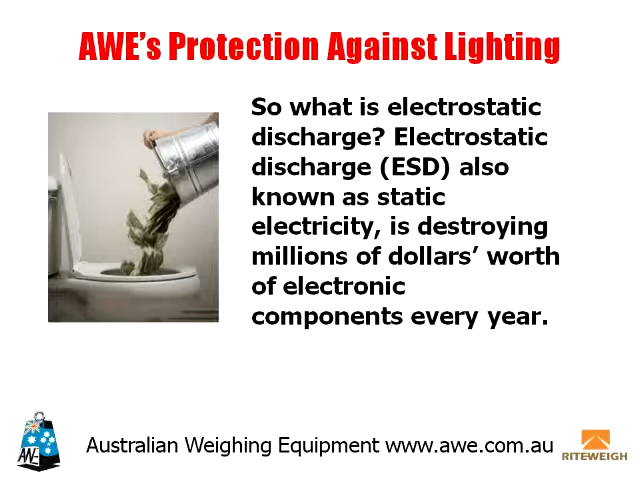 AWE’s Protection Against Lighting
So what is electrostatic
discharge? Electrostatic
discharge (ESD) also
known as static
electricity, is destroying
millions of dollars’ worth
of electronic
components every year.
AWE
Australian Weighing Equipment www.awe.com.au
RITEWEIGH